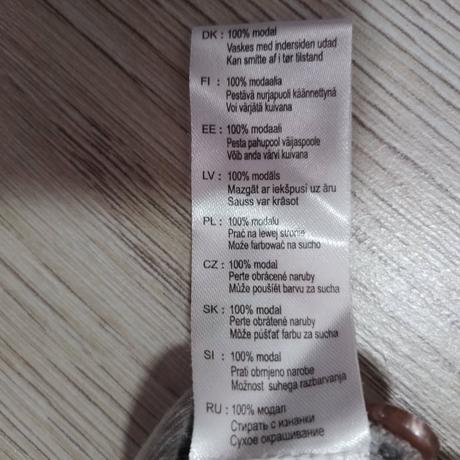 DK : 100% modal
Vaskes med indersiden udad
Kan smitte af i tør tilstand
FI : 100% modaalia
Pestävä nurjapuoli käännettynä
Voi värjätä kuivana
EE : 100% modaali
Pesta pahupool väljaspoole
Võib anda värvi kuivana
LV : 100% modāls
Mazgāt ar iekšpusi uz āru
Sauss var krāsot
PL : 100% modalu
Prać na lewej stronie
Może farbować na sucho
CZ : 100% modal
Perte obrácené naruby
Může poušíět barvu za sucha
SK : 100% modal
Perte obrátené naruby
Môže púšťať farbu za sucha
SI : 100% modal
Prati obrnjeno narobe
Možnost suhega razbarvanja
RU : 100% модал
Стирать с изнанки
Сухое окрашивание